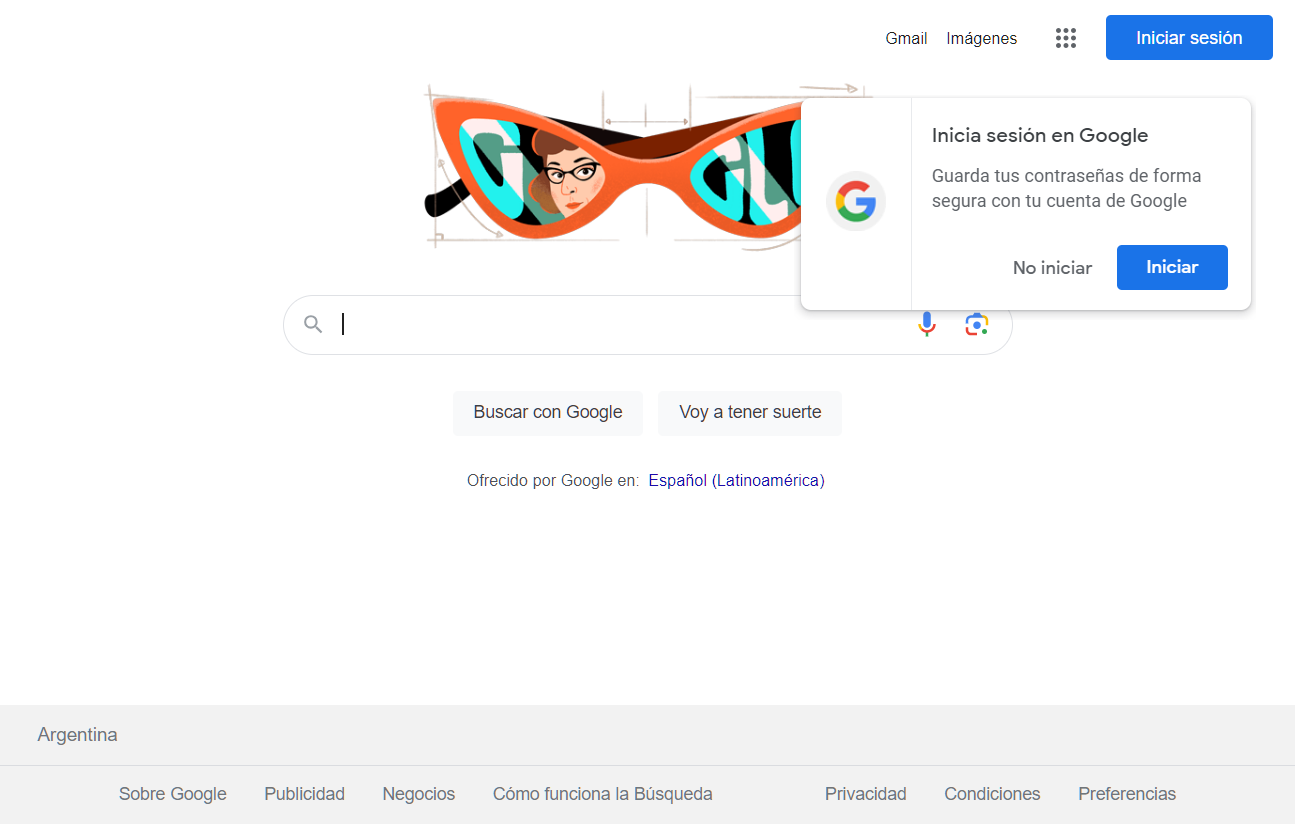 Gmail Imágenes Iniciar sesión
Inicia sesión en Google
Guarda tus contraseñas de forma
segura con tu cuenta de Google
No iniciar Iniciar
Buscar con Google Voy a tener suerte
Ofrecido por Google en: Español (Latinoamérica)
Argentina
Sobre Google Publicidad Negocios Cómo funciona la Búsqueda Privacidad Condiciones Preferencias